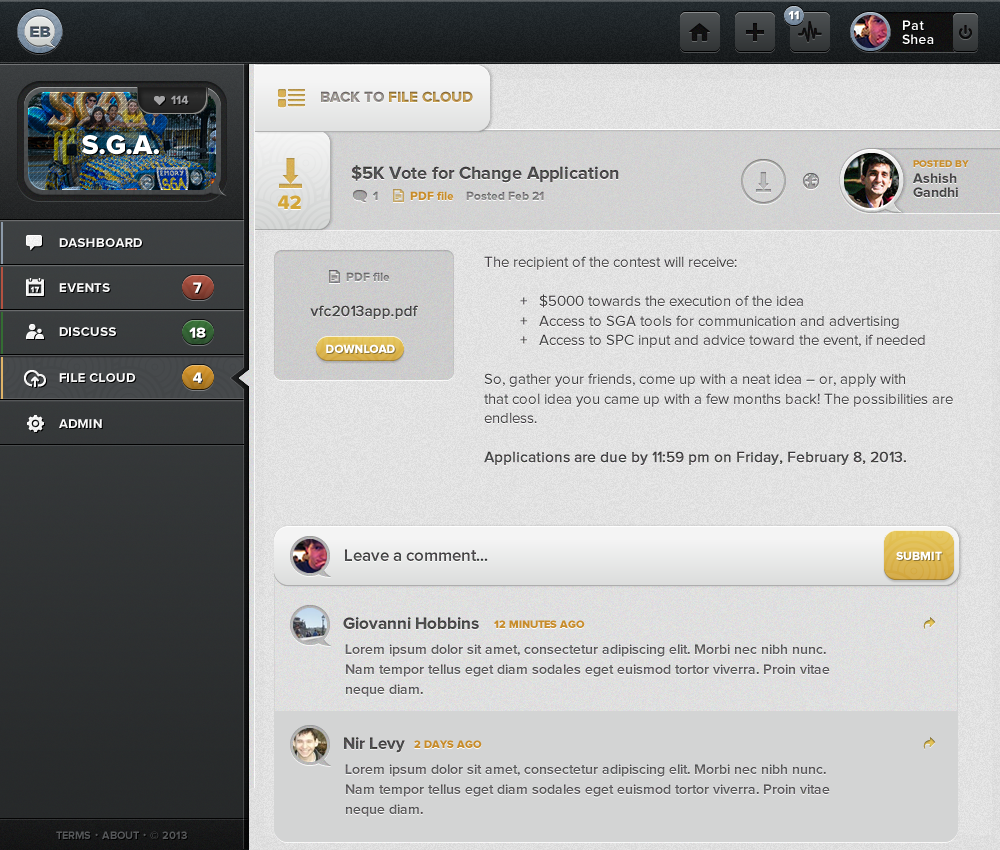 EB
11
Pat
Shea
114
S.G.A.
EMORY
SGA
DASHBOARD
EVENTS 7
DISCUSS 18
FILE CLOUD 4
ADMIN
TERMS • ABOUT • © 2013
BACK TO FILE CLOUD
42
$5K Vote for Change Application
1 PDF file Posted Feb 21
POSTED BY
Ashish
Gandhi
PDF file
vfc2013app.pdf
DOWNLOAD
The recipient of the contest will receive:
+ $5000 towards the execution of the idea
+ Access to SGA tools for communication and advertising
+ Access to SPC input and advice toward the event, if needed
So, gather your friends, come up with a neat idea – or, apply with
that cool idea you came up with a few months back! The possibilities are
endless.
Applications are due by 11:59 pm on Friday, February 8, 2013.
Leave a comment...
SUBMIT
Giovanni Hobbins 12 MINUTES AGO
Lorem ipsum dolor sit amet, consectetur adipiscing elit. Morbi nec nibh nunc.
Nam tempor tellus eget diam sodales eget euismod tortor viverra. Proin vitae
neque diam.
Nir Levy 2 DAYS AGO
Lorem ipsum dolor sit amet, consectetur adipiscing elit. Morbi nec nibh nunc.
Nam tempor tellus eget diam sodales eget euismod tortor viverra. Proin vitae
neque diam.